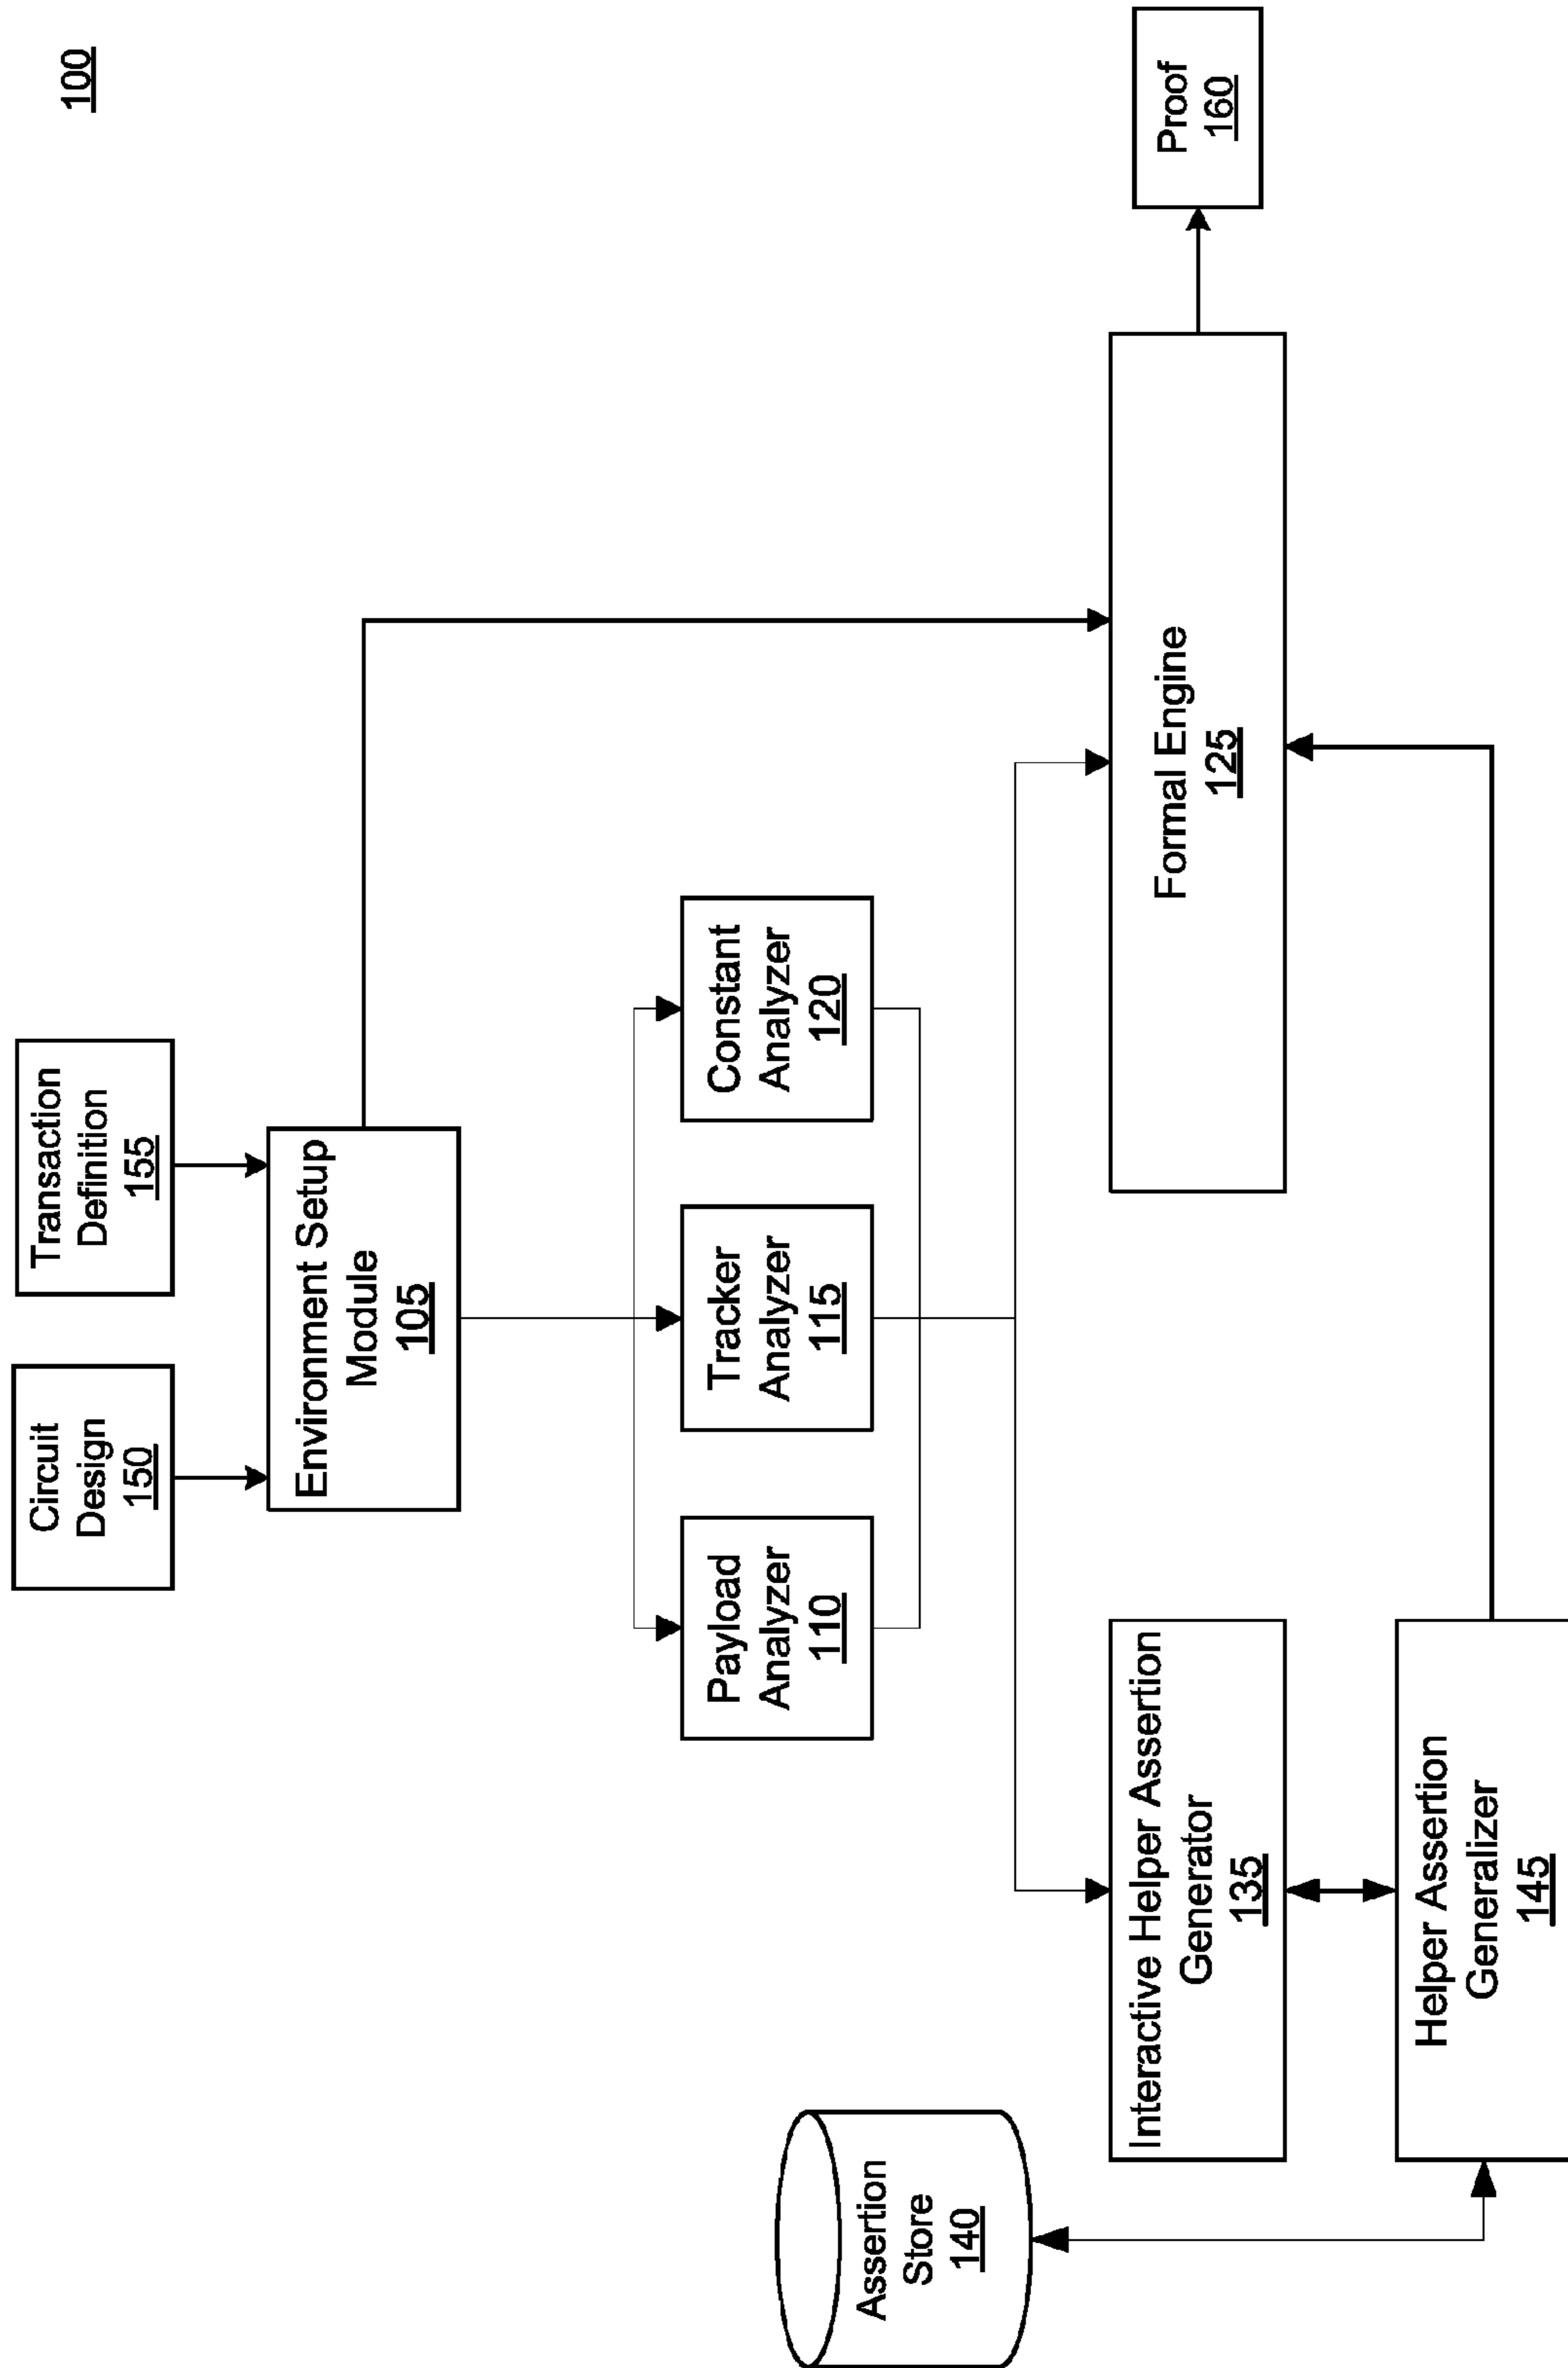 100
Circuit
Design
150
Transaction
Definition
155
Environment Setup
Module
105
Payload
Analyzer
110
Tracker
Analyzer
115
Constant
Analyzer
120
Assertion
Store
140
Interactive Helper Assertion
Generator
135
Formal Engine
125
Proof
160
Helper Assertion
Generalizer
145